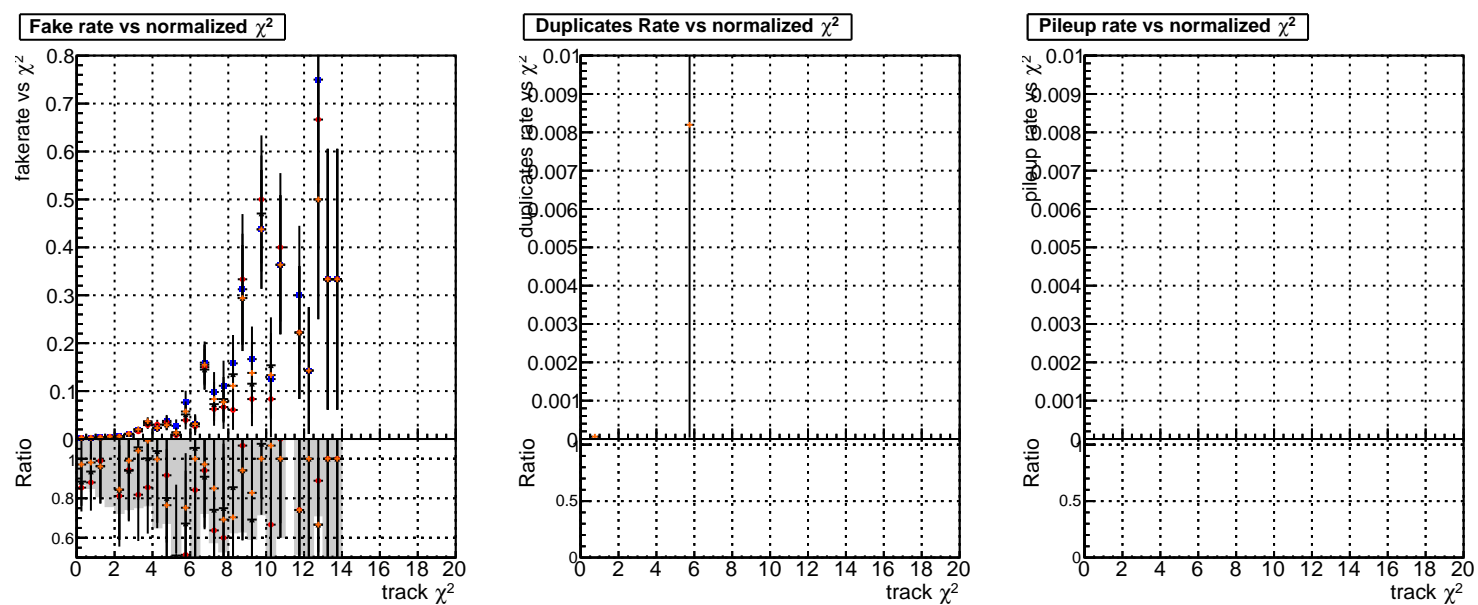 Fake rate vs normalized χ²
fakerate vs χ²
0.8
0.7
0.6
0.5
0.4
0.3
0.2
0.1
0
Ratio
1
0.8
0.6
0 2 4 6 8 10 12 14 16 18 20
track χ²
Duplicates Rate vs normalized χ²
duplicates rate vs χ²
0.01
0.009
0.008
0.007
0.006
0.005
0.004
0.003
0.002
0.001
0
Ratio
1
0.5
0
0 2 4 6 8 10 12 14 16 18 20
track χ²
Pileup rate vs normalized χ²
pileup rate vs χ²
0.01
0.009
0.008
0.007
0.006
0.005
0.004
0.003
0.002
0.001
0
Ratio
1
0.5
0
0 2 4 6 8 10 12 14 16 18 20
track χ²